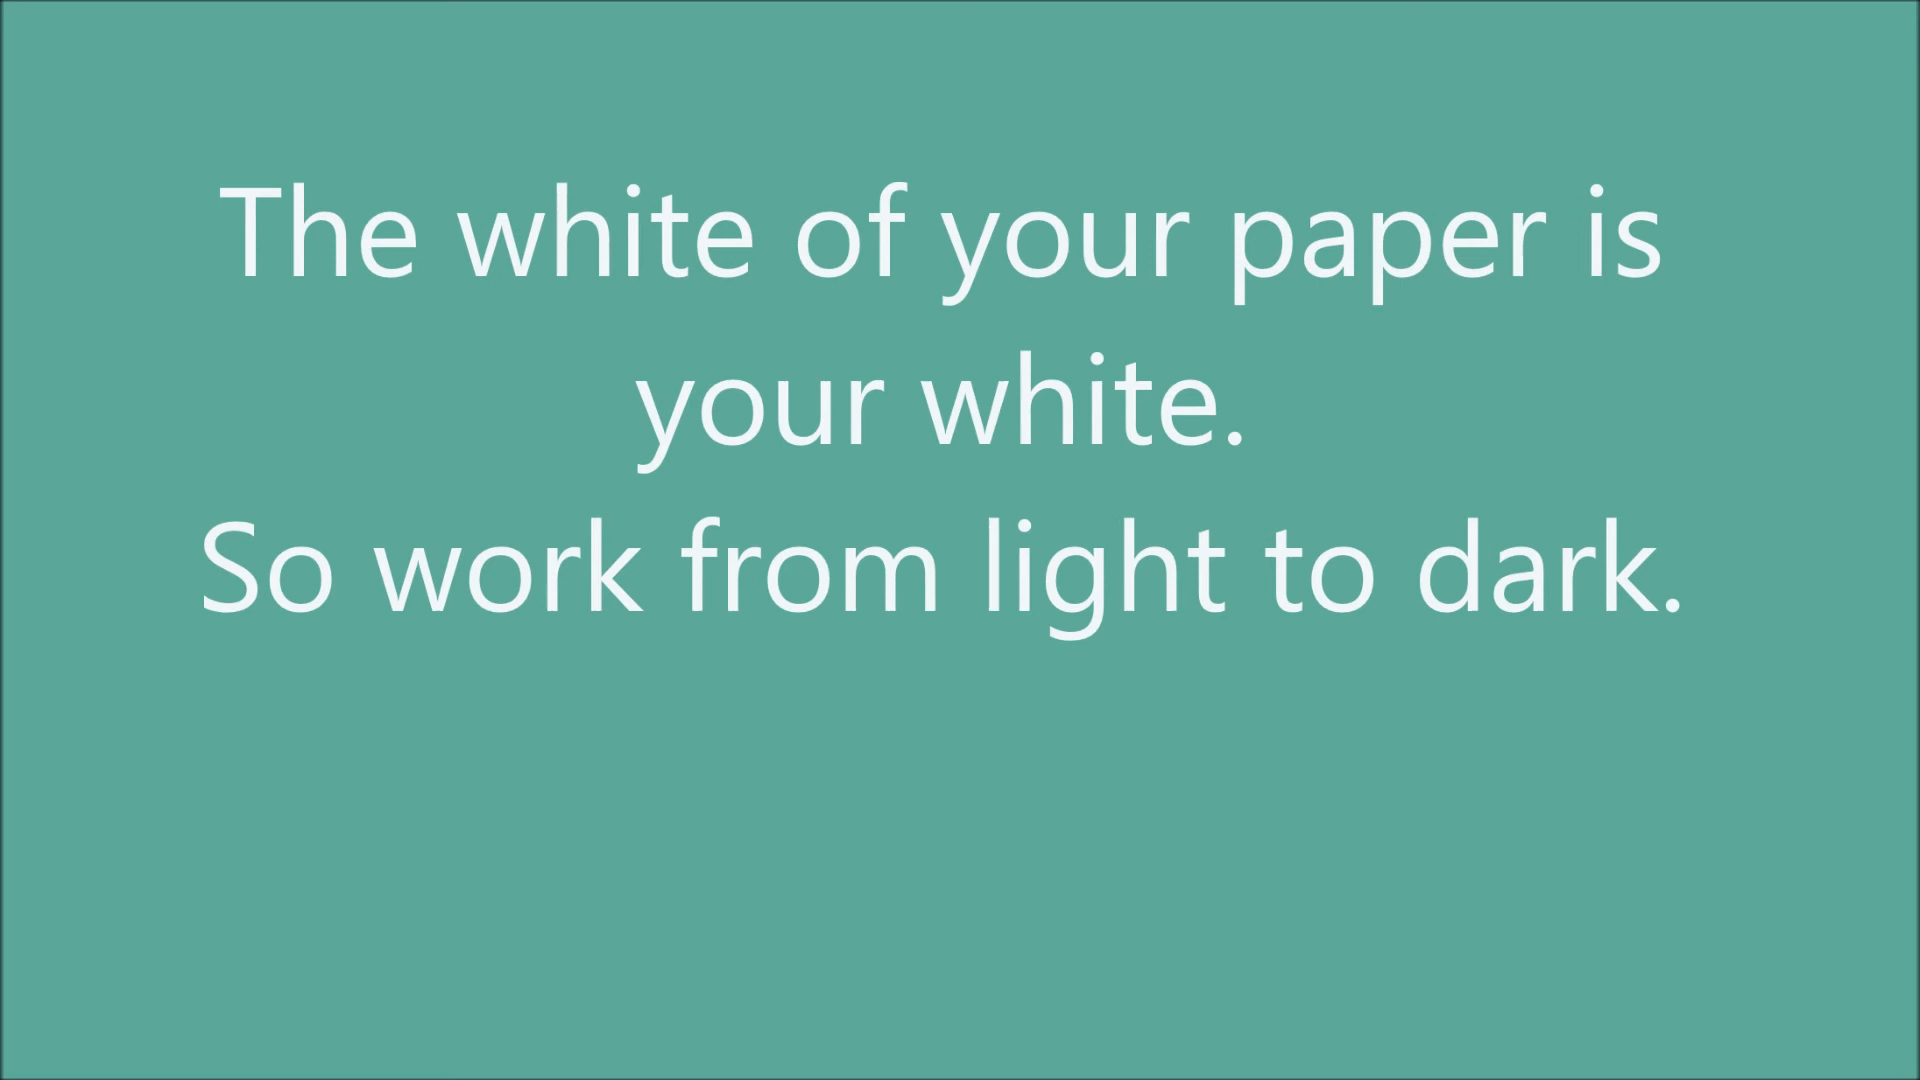 The white of your paper is
your white.
So work from light to dark.